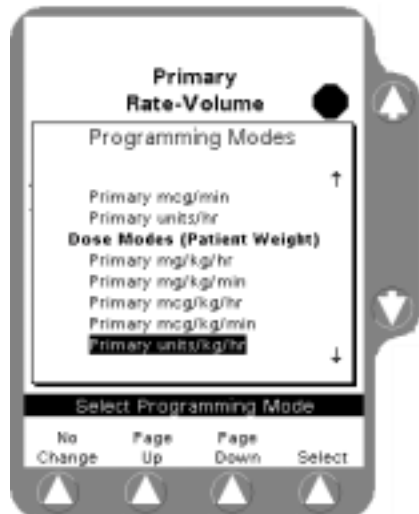 Primary
Rate-Volume
Programming Modes
↑
Primary mcg/min
Primary units/hr
Dose Modes (Patient Weight)
Primary mg/kg/hr
Primary mg/kg/min
Primary mcg/kg/hr
Primary mcg/kg/min
Primary units/kg/hr
↓
Select Programming Mode
No Change Page Up Page Down Select